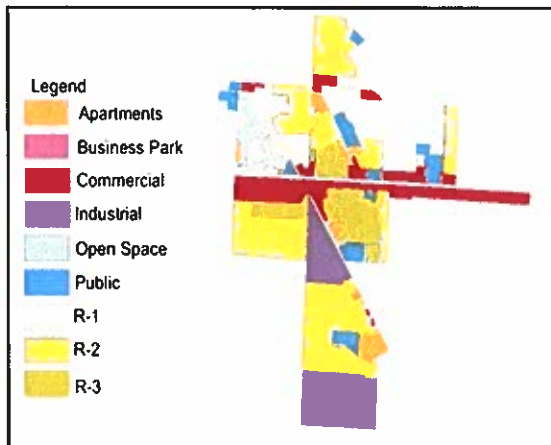 Legend
Apartments
Business Park
Commercial
Industrial
Open Space
Public
R-1
R-2
R-3